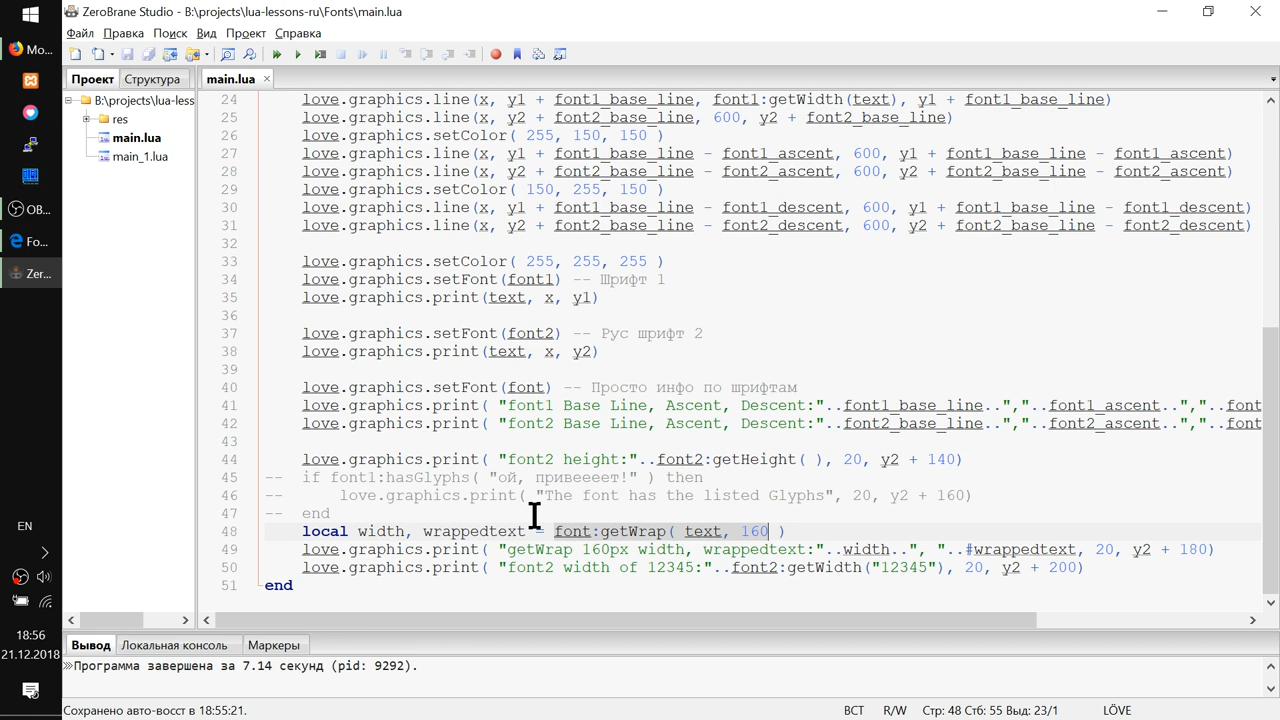 ZeroBrane Studio - B:\projects\lua-lessons-ru\Fonts\main.lua
Файл Правка Поиск Вид Проект Справка
Проект Структура
main.lua
B:\projects\lua-less
res
main.lua
main_1.lua
24 love.graphics.line(x, y1 + font1_base_line, font1:getWidth(text), y1 + font1_base_line)
25 love.graphics.line(x, y2 + font2_base_line, 600, y2 + font2_base_line)
26 love.graphics.setColor( 255, 150, 150 )
27 love.graphics.line(x, y1 + font1_base_line - font1_ascent, 600, y1 + font1_base_line - font1_ascent)
28 love.graphics.line(x, y2 + font2_base_line - font2_ascent, 600, y2 + font2_base_line - font2_ascent)
29 love.graphics.setColor( 150, 255, 150 )
30 love.graphics.line(x, y1 + font1_base_line - font1_descent, 600, y1 + font1_base_line - font1_descent)
31 love.graphics.line(x, y2 + font2_base_line - font2_descent, 600, y2 + font2_base_line - font2_descent)
32
33 love.graphics.setColor( 255, 255, 255 )
34 love.graphics.setFont(font1) -- Шрифт 1
35 love.graphics.print(text, x, y1)
36
37 love.graphics.setFont(font2) -- Рус шрифт 2
38 love.graphics.print(text, x, y2)
39
40 love.graphics.setFont(font) -- Просто инфо по шрифтам
41 love.graphics.print( "font1 Base Line, Ascent, Descent:"..font1_base_line..","..font1_ascent..","..font
42 love.graphics.print( "font2 Base Line, Ascent, Descent:"..font2_base_line..","..font2_ascent..","..font
43
44 love.graphics.print( "font2 height:"..font2:getHeight( ), 20, y2 + 140)
45 -- if font1:hasGlyphs( "ой, привеееет!" ) then
46 -- love.graphics.print( "The font has the listed Glyphs", 20, y2 + 160)
47 -- end
48 local width, wrappedtext = font:getWrap( text, 160 )
49 love.graphics.print( "getWrap 160px width, wrappedtext:"..width..", "..#wrappedtext, 20, y2 + 180)
50 love.graphics.print( "font2 width of 12345:"..font2:getWidth("12345"), 20, y2 + 200)
51 end
Вывод Локальная консоль Маркеры
Программа завершена за 7.14 секунд (pid: 9292).
Сохранено авто-восст в 18:55:21.
ВСТ R/W Стр: 48 Стб: 55 Выд: 23/1 LÖVE
Mo...
OB...
Fo...
Zer...
EN
18:56
21.12.2018